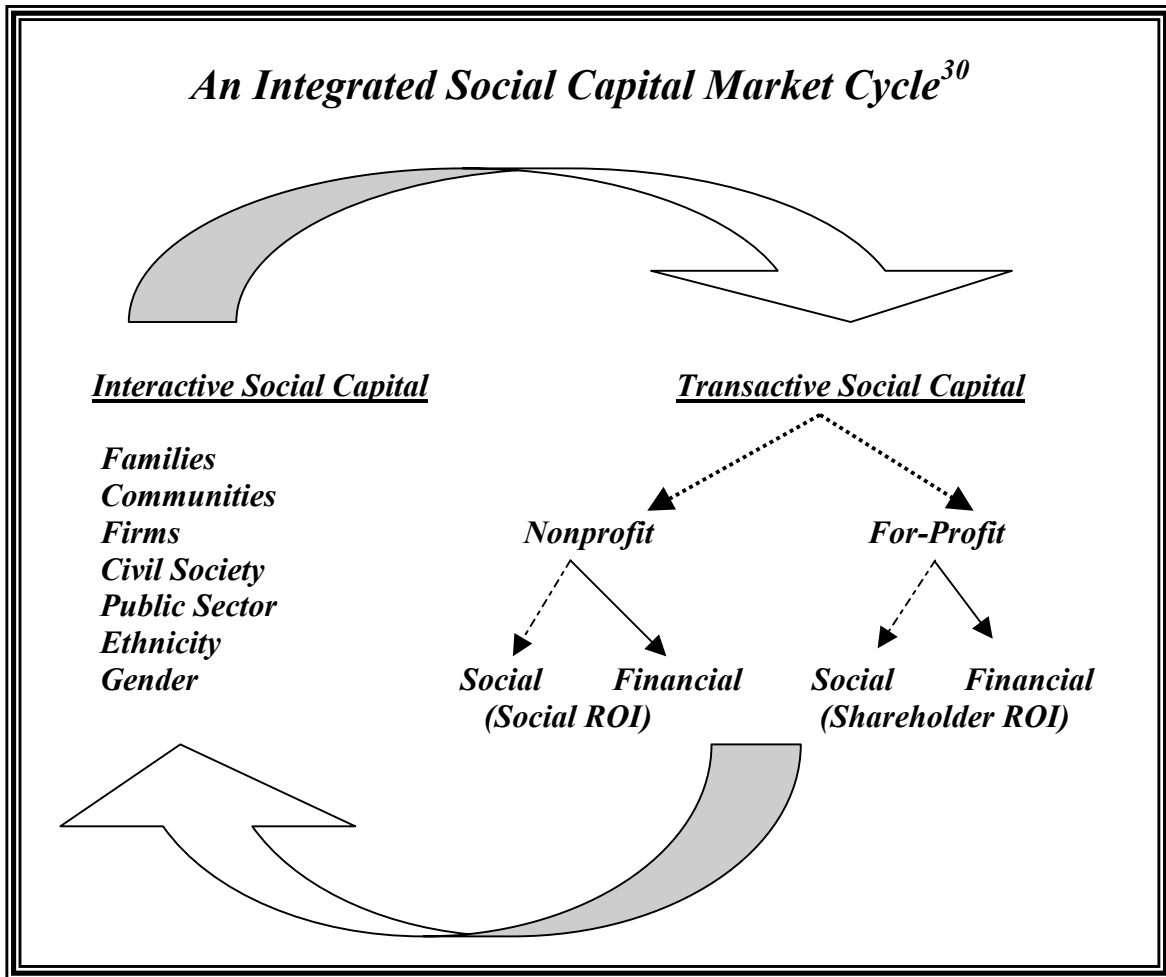 An Integrated Social Capital Market Cycle30
Interactive Social Capital
Transactive Social Capital
Families
Communities
Firms
Civil Society
Public Sector
Ethnicity
Gender
Nonprofit
For-Profit
Social Financial
(Social ROI)
Social Financial
(Shareholder ROI)